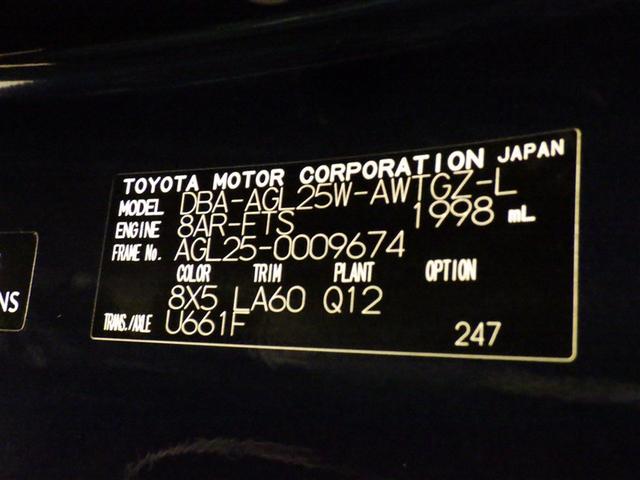 TOYOTA MOTOR CORPORATION JAPAN
MODEL DBA-AGL25W-AWTGZ-L
ENGINE 8AR-FTS 1998 mL
FRAME No. AGL25-0009674
COLOR TRIM PLANT OPTION
8X5 LA60 Q12
TRANS./AXLE U661F 247
NS